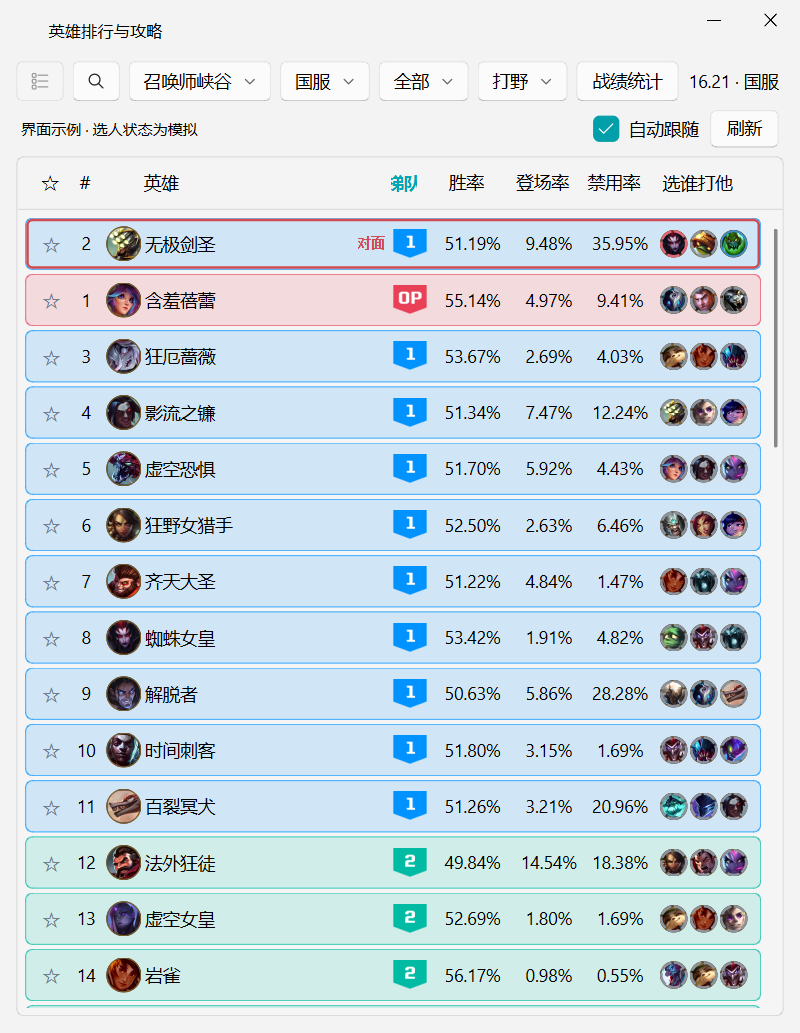 英雄排行与攻略
召唤师峡谷 国服 全部 打野 战绩统计 16.21 · 国服
界面示例 · 选人状态为模拟 自动跟随 刷新
# 英雄 胜率 登场率 禁用率 选谁打他
2 无极剑圣 对面 1 51.19% 9.48% 35.95%
1 含羞蓓蕾 OP 55.14% 4.97% 9.41%
3 狂厄蔷薇 1 53.67% 2.69% 4.03%
4 影流之镰 1 51.34% 7.47% 12.24%
5 虚空恐惧 1 51.70% 5.92% 4.43%
6 狂野女猎手 1 52.50% 2.63% 6.46%
7 齐天大圣 1 51.22% 4.84% 1.47%
8 蜘蛛女皇 1 53.42% 1.91% 4.82%
9 解脱者 1 50.63% 5.86% 28.28%
10 时间刺客 1 51.80% 3.15% 1.69%
11 百裂冥犬 1 51.26% 3.21% 20.96%
12 法外狂徒 2 49.84% 14.54% 18.38%
13 虚空女皇 2 52.69% 1.80% 1.69%
14 岩雀 2 56.17% 0.98% 0.55%